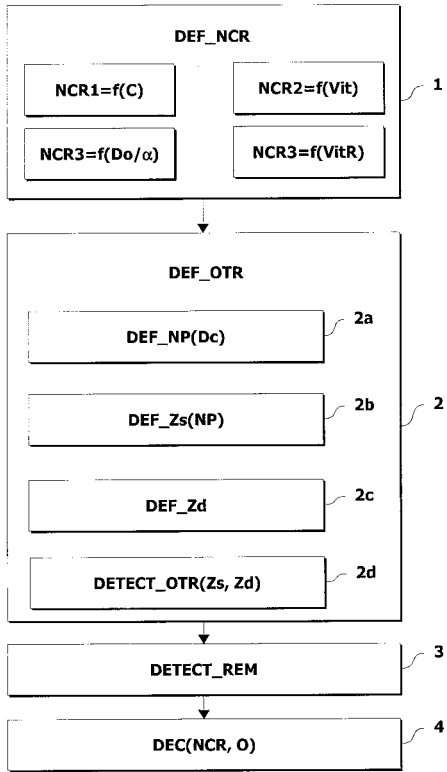 DEF_NCR
NCR1=f(C)
NCR2=f(Vit)
1
NCR3=f(Do/α)
NCR3=f(VitR)
DEF_OTR
2a
DEF_NP(Dc)
2b
DEF_Zs(NP)
2
2c
DEF_Zd
2d
DETECT_OTR(Zs, Zd)
3
DETECT_REM
4
DEC(NCR, O)